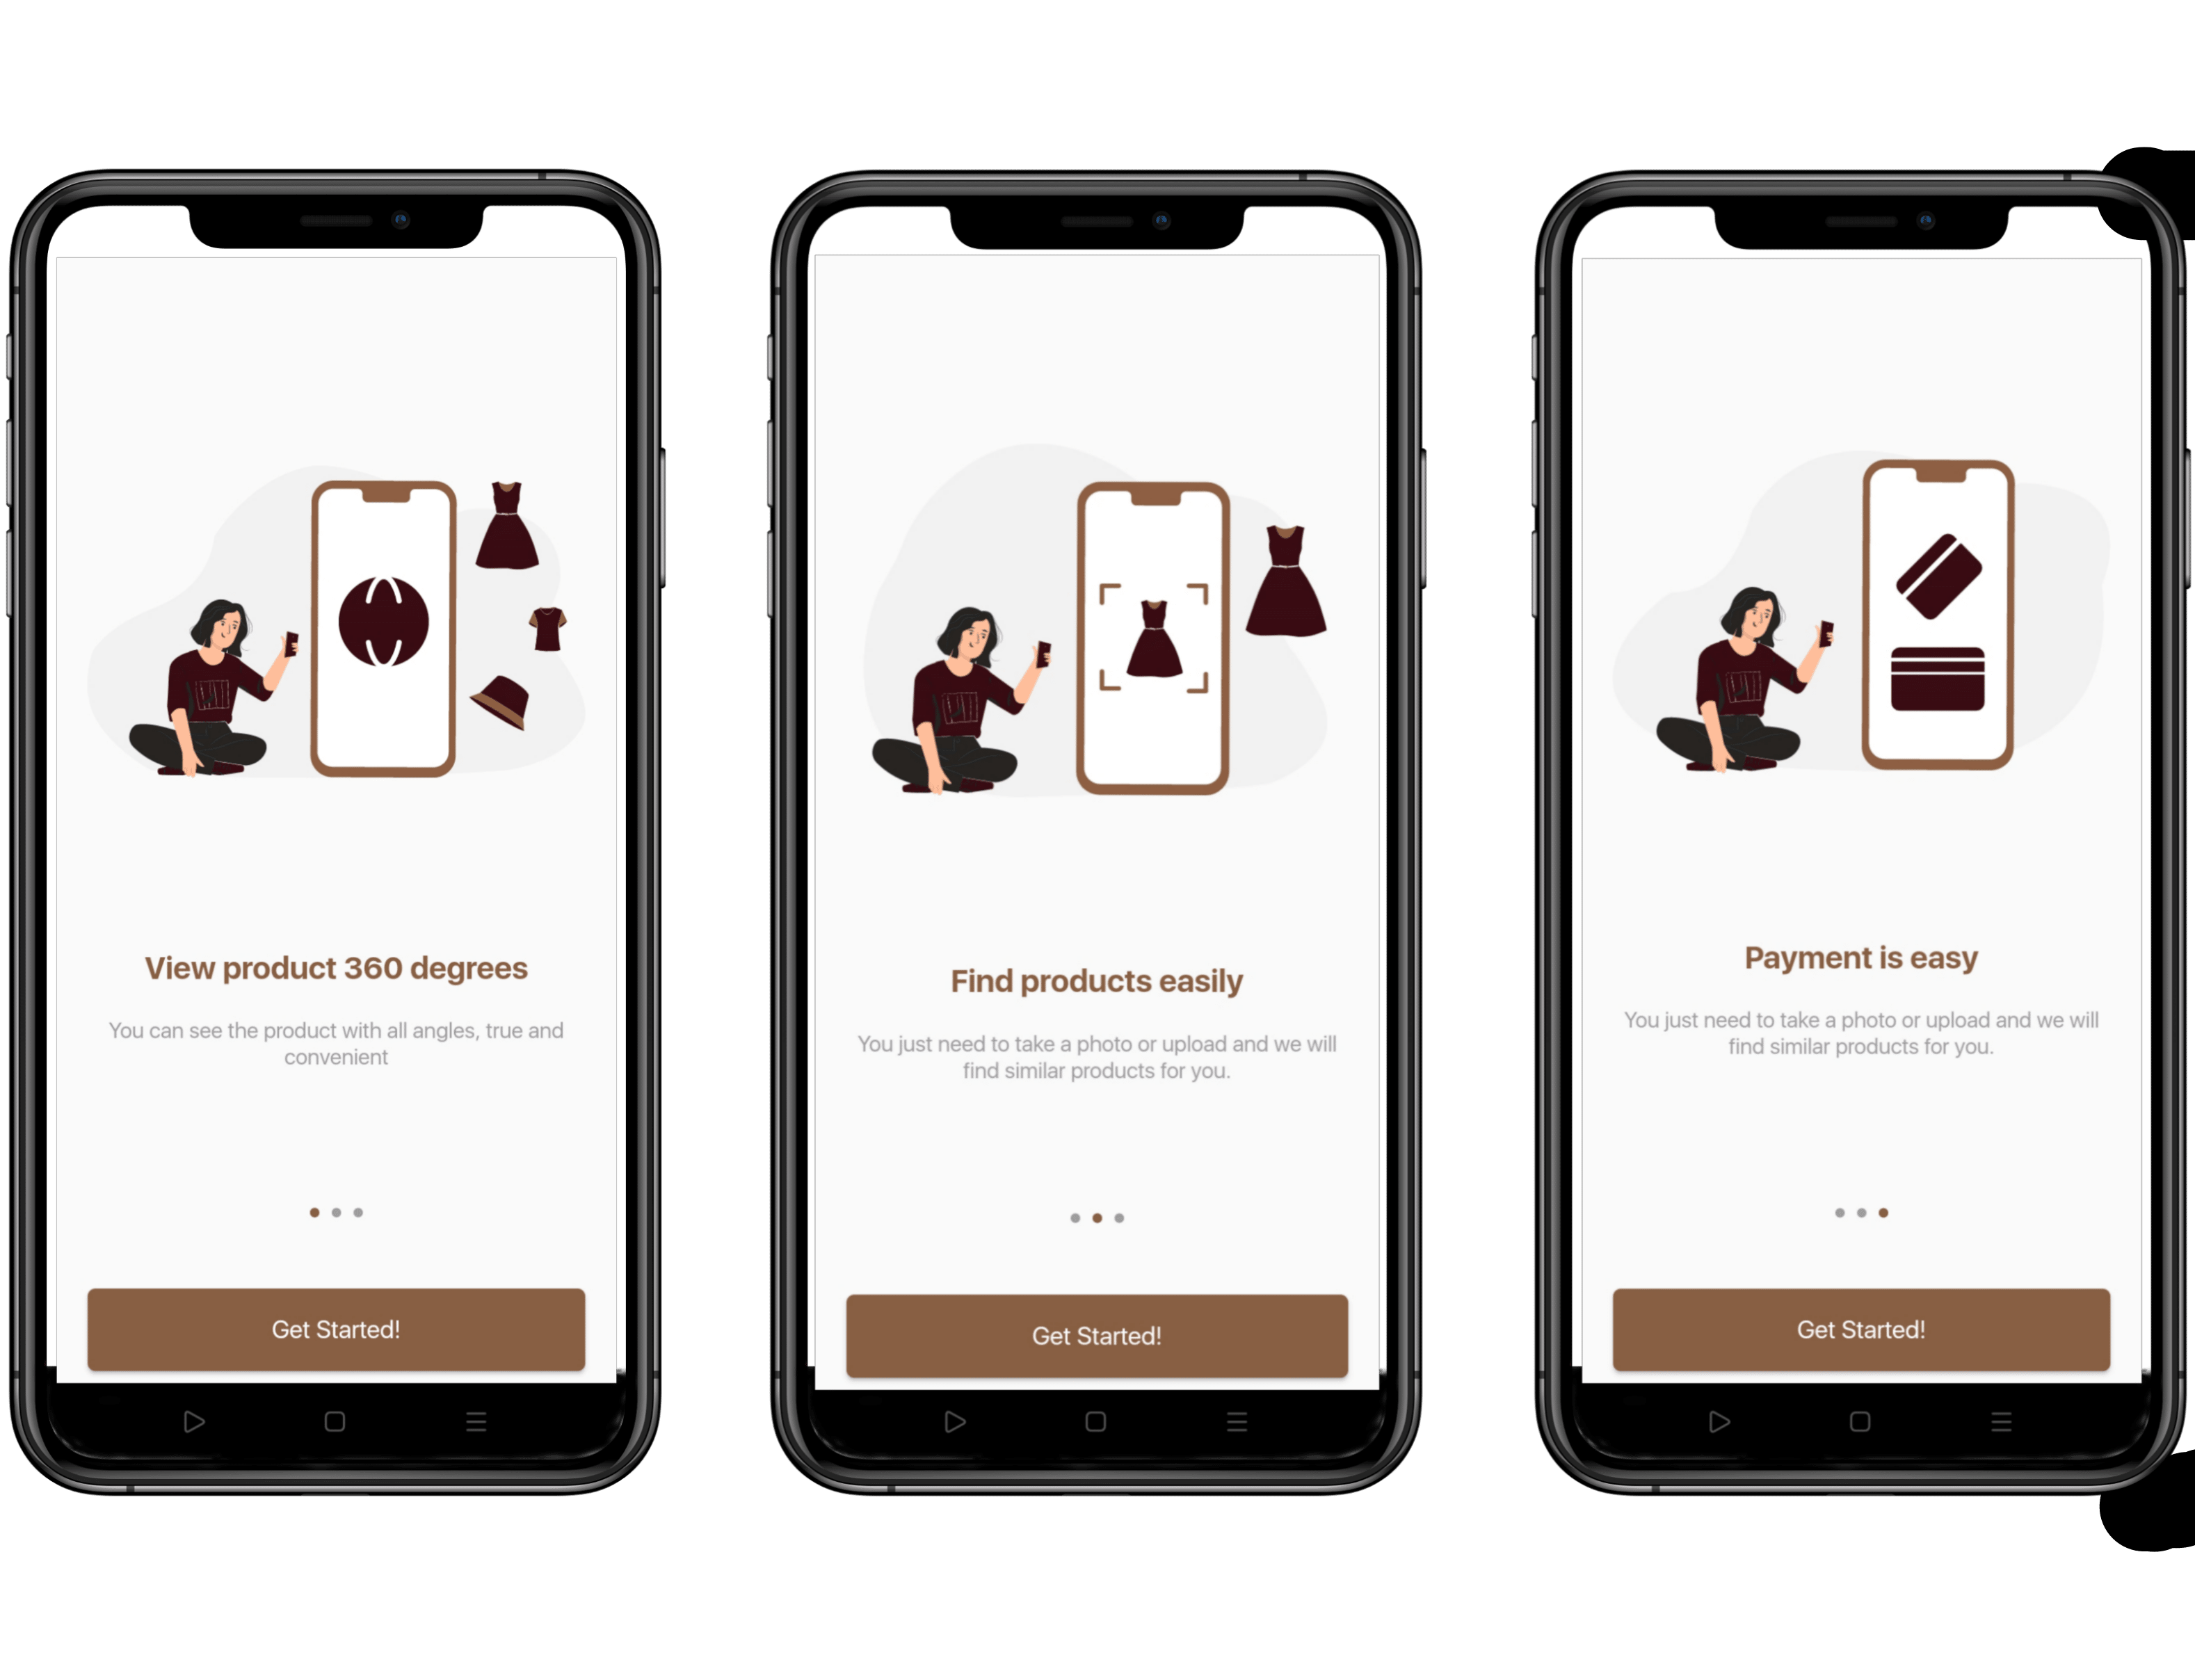 View product 360 degrees
You can see the product with all angles, true and
convenient
Get Started!
Find products easily
You just need to take a photo or upload and we will
find similar products for you.
Get Started!
Payment is easy
You just need to take a photo or upload and we will
find similar products for you.
Get Started!